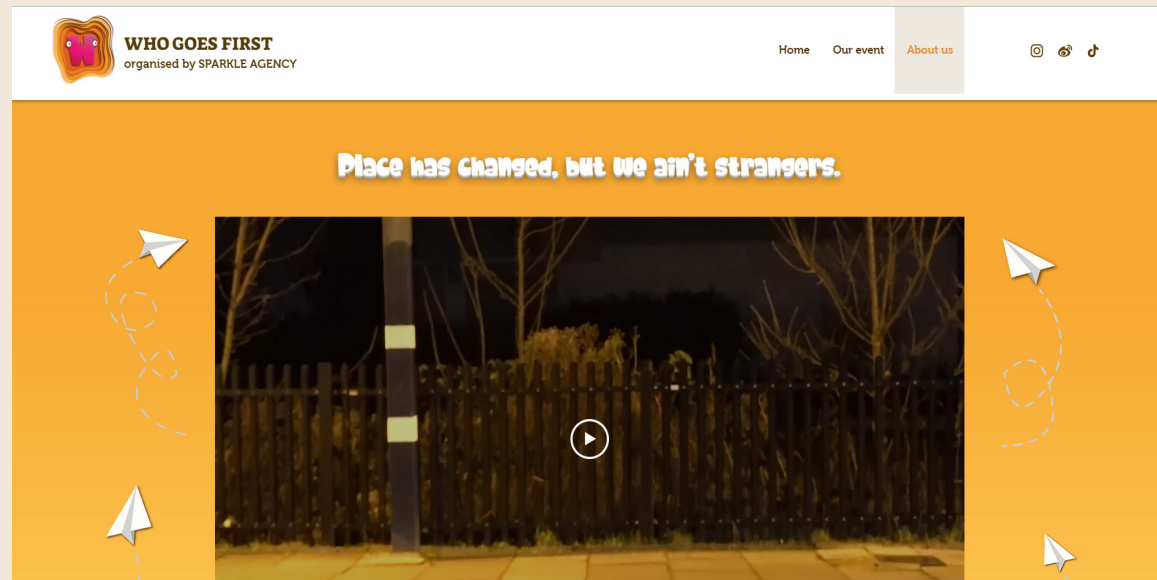 WHO GOES FIRST
organised by SPARKLE AGENCY
Home
Our event
About us
Place has changed, but we ain't strangers.